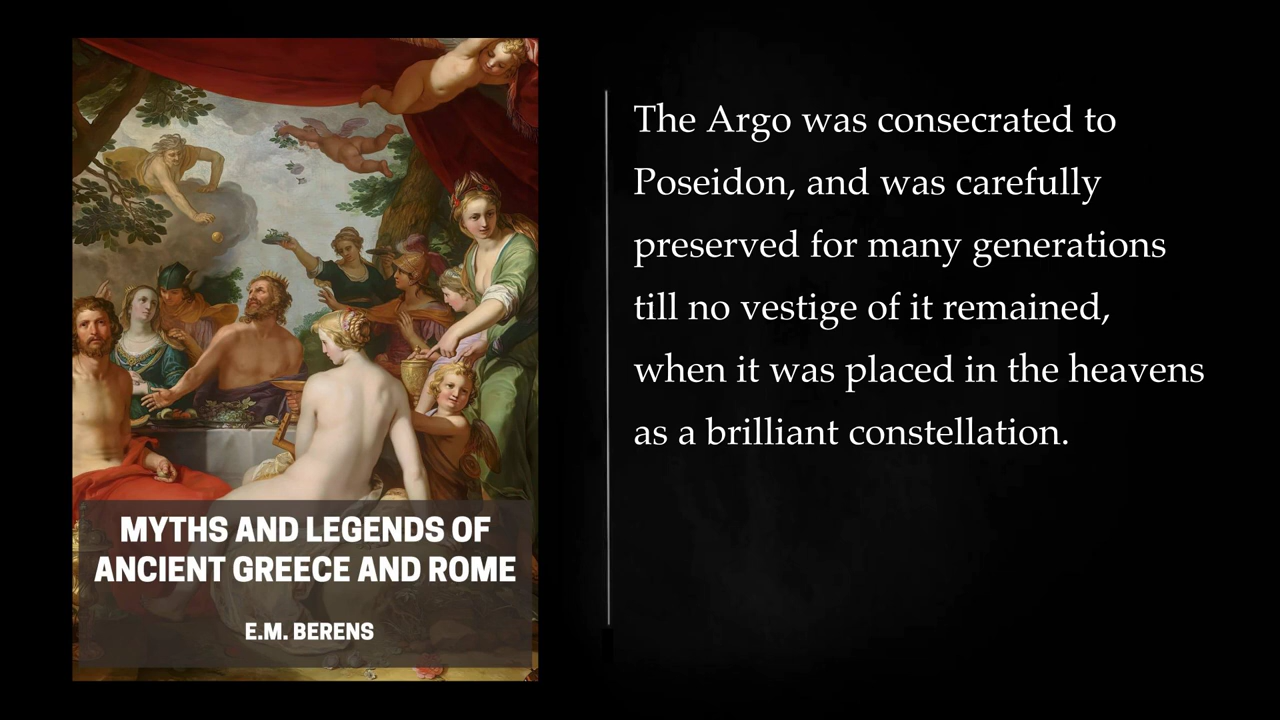 MYTHS AND LEGENDS OF
ANCIENT GREECE AND ROME
E.M. BERENS
The Argo was consecrated to
Poseidon, and was carefully
preserved for many generations
till no vestige of it remained,
when it was placed in the heavens
as a brilliant constellation.